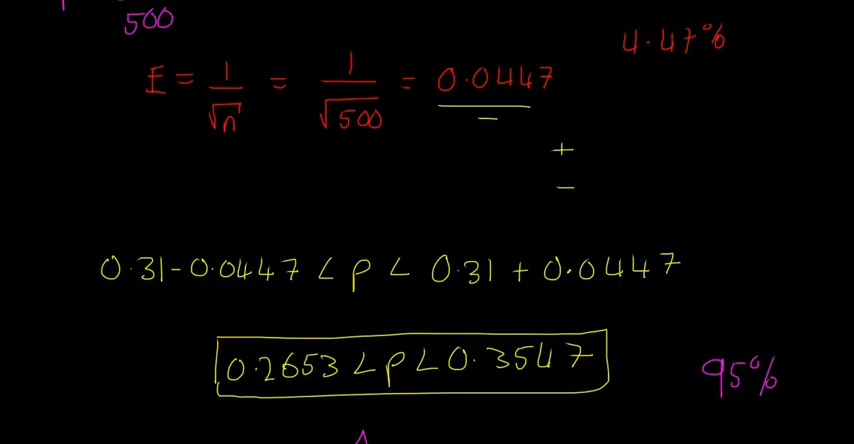 500
4.47%
E = 1/√n = 1/√500 = 0.0447
+
−
0.31 − 0.0447 < p < 0.31 + 0.0447
0.2653 < p < 0.3547
95%